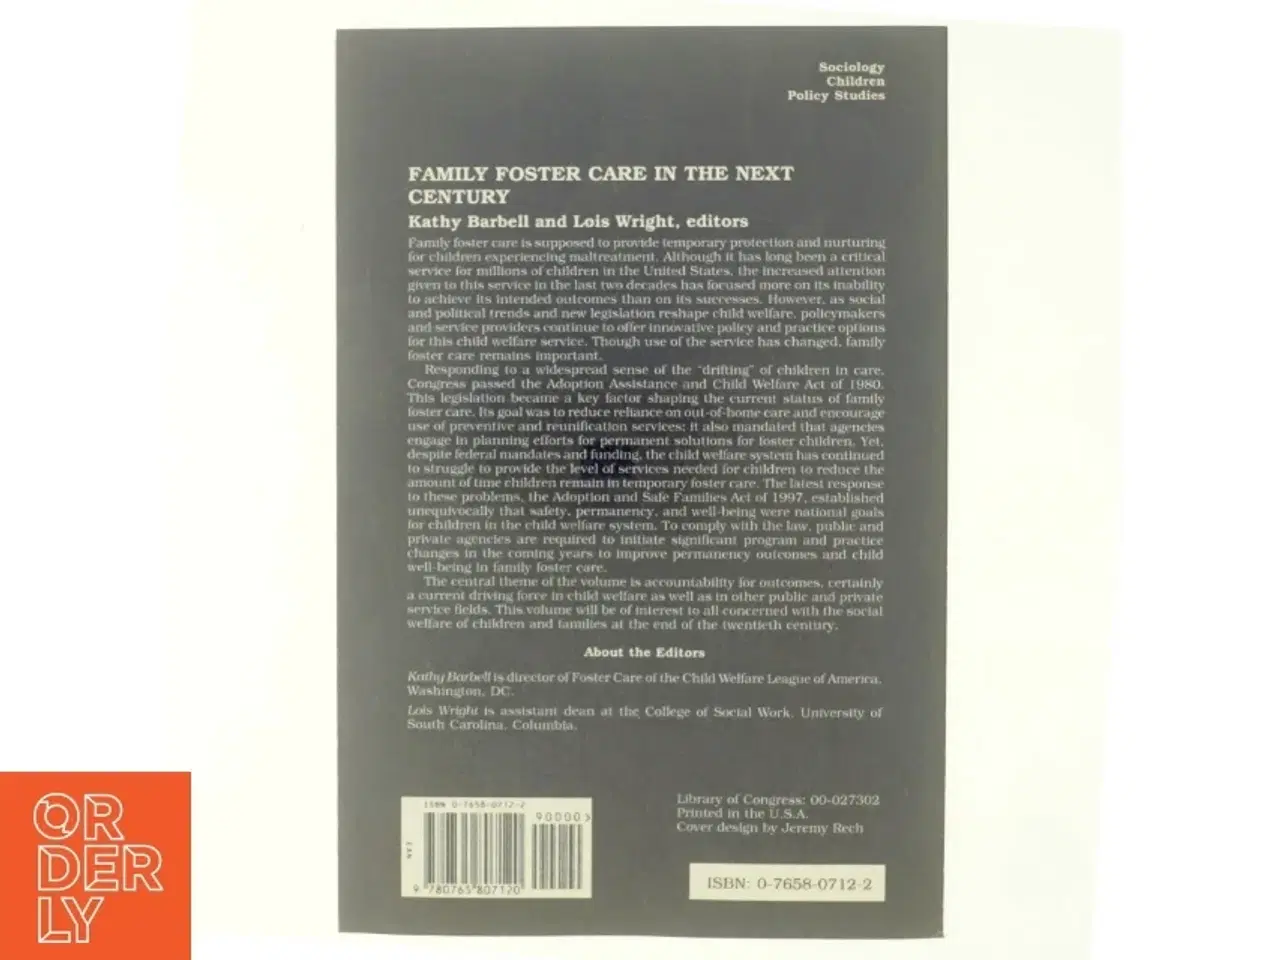 Sociology
Children
Policy Studies
FAMILY FOSTER CARE IN THE NEXT
CENTURY
Kathy Barbell and Lois Wright, editors
Family foster care is supposed to provide temporary protection and nurturing
for children experiencing maltreatment. Although it has long been a critical
service for millions of children in the United States, the increased attention
given to this service in the last two decades has focused more on its inability
to achieve its intended outcomes than on its successes. However, as social
and political trends and new legislation reshape child welfare, policymakers
and service providers continue to offer innovative policy and practice options
for this child welfare service. Though use of the service has changed, family
foster care remains important.
Responding to a widespread sense of the "drifting" of children in care,
Congress passed the Adoption Assistance and Child Welfare Act of 1980.
This legislation became a key factor shaping the current status of family
foster care. Its goal was to reduce reliance on out-of-home care and encourage
use of preventive and reunification services; it also mandated that agencies
engage in planning efforts for permanent solutions for foster children. Yet,
despite federal mandates and funding, the child welfare system has continued
to struggle to provide the level of services needed for children to reduce the
amount of time children remain in temporary foster care. The latest response
to these problems, the Adoption and Safe Families Act of 1997, established
unequivocally that safety, permanency, and well-being were national goals
for children in the child welfare system. To comply with the law, public and
private agencies are required to initiate significant program and practice
changes in the coming years to improve permanency outcomes and child
well-being in family foster care.
The central theme of the volume is accountability for outcomes, certainly
a current driving force in child welfare as well as in other public and private
service fields. This volume will be of interest to all concerned with the social
welfare of children and families at the end of the twentieth century.
About the Editors
Kathy Barbell is director of Foster Care of the Child Welfare League of America,
Washington, DC.
Lois Wright is assistant dean at the College of Social Work, University of
South Carolina, Columbia.
ISBN 0-7658-0712-2
90000>
EAN
9 780765 807120
Library of Congress: 00-027302
Printed in the U.S.A.
Cover design by Jeremy Rech
ISBN: 0-7658-0712-2
OR
DER
LY